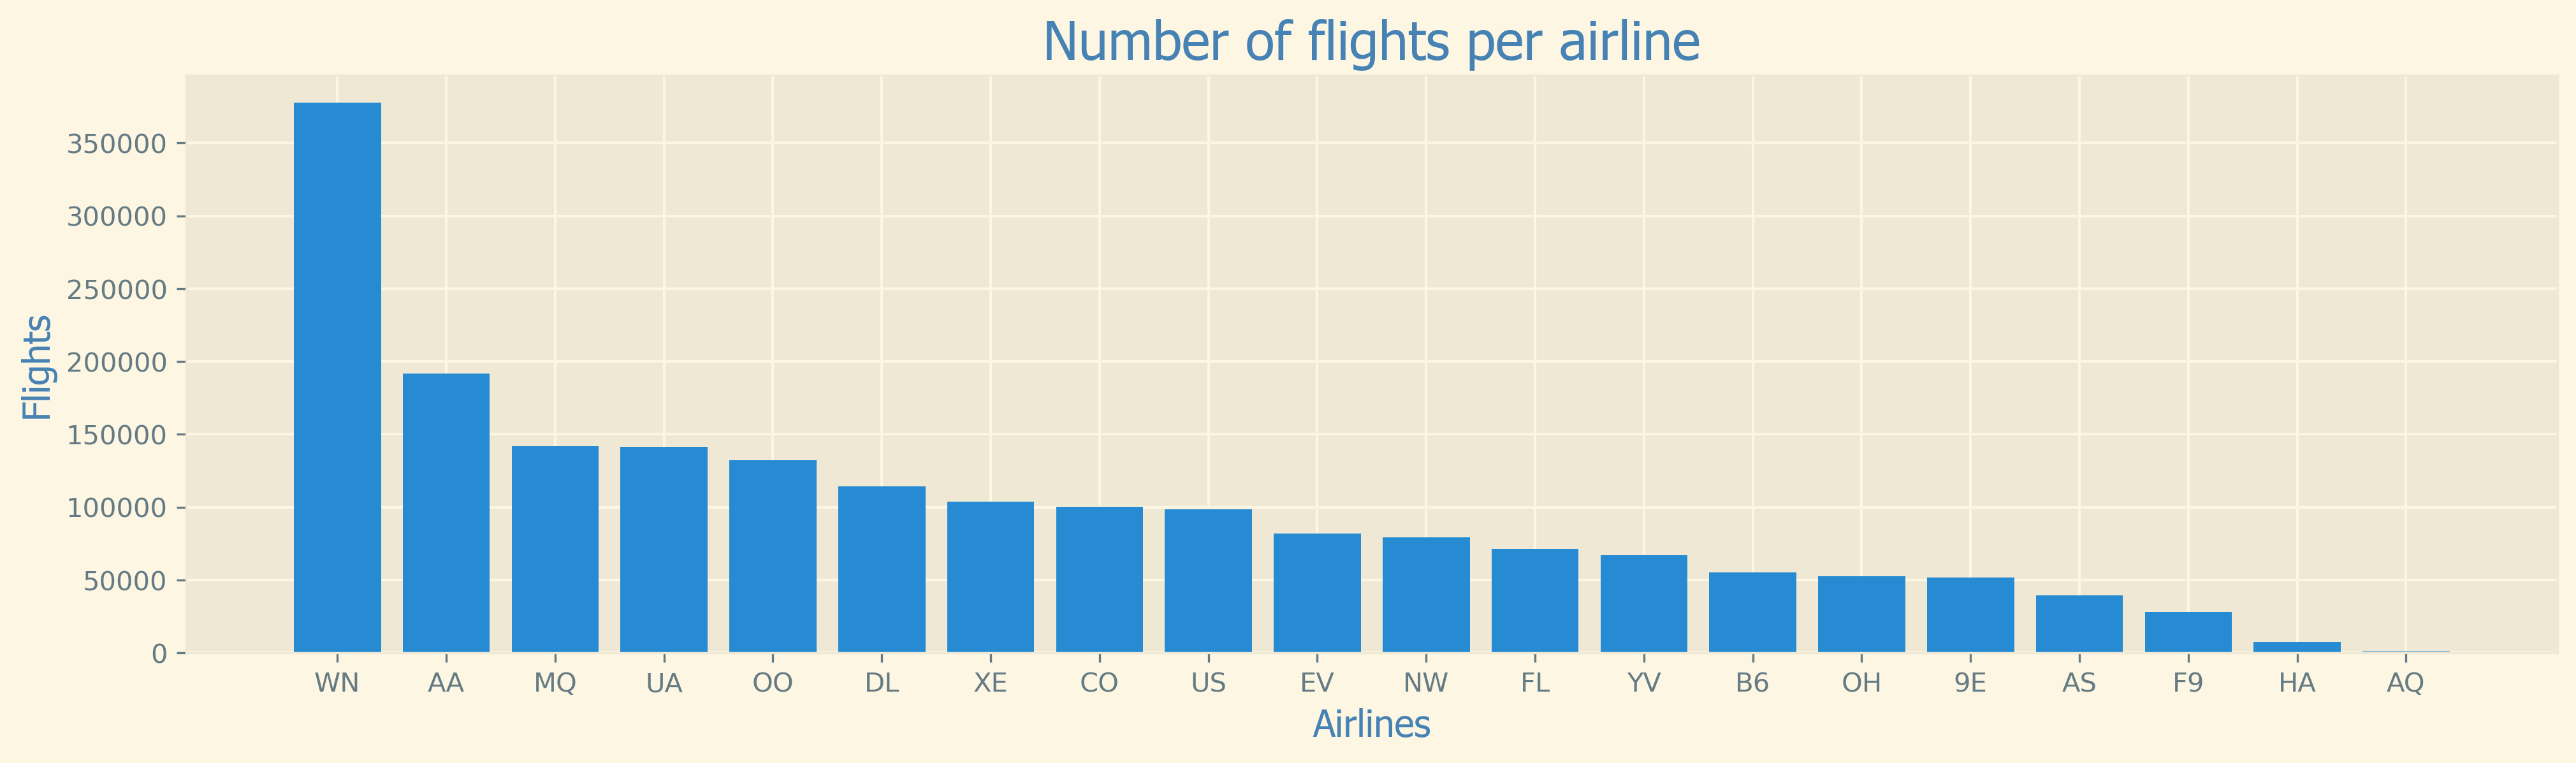 Number of flights per airline
Flights
350000
300000
250000
200000
150000
100000
50000
0
WN AA MQ UA OO DL XE CO US EV NW FL YV B6 OH 9E AS F9 HA AQ
Airlines